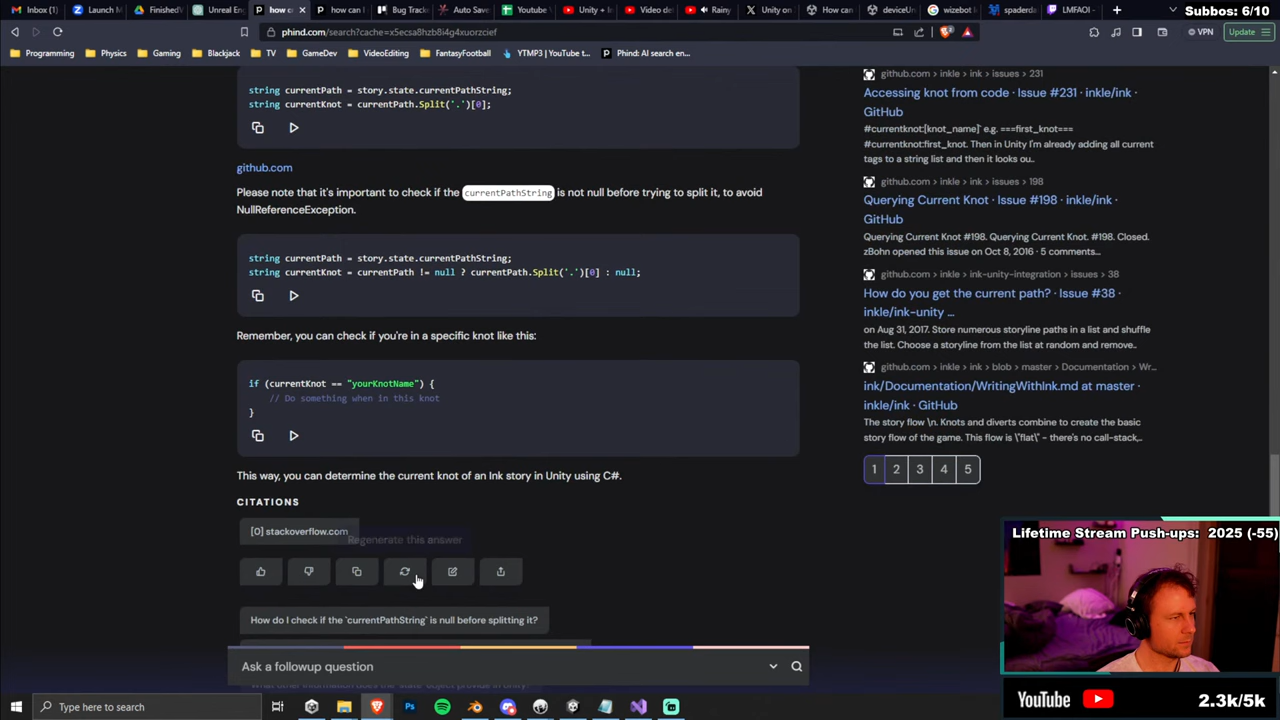 Inbox (1)
Launch M
FinishedV
Unreal En
how c
how can I
Bug Track
Auto Save
Youtube
Unity + In
Video de
Rainy
Unity on
How can
deviceUn
wizebot l
spaderda
LMFAOI -
Subbos: 6/10
phind.com/search?cache=x5ecsa8hzb8i4g4xuorzcief
VPN
Update
Programming
Physics
Gaming
Blackjack
TV
GameDev
VideoEditing
FantasyFootball
YTMP3 | YouTube t...
Phind: AI search en...
string currentPath = story.state.currentPathString;
string currentKnot = currentPath.Split('.')[0];
github.com
Please note that it's important to check if the currentPathString is not null before trying to split it, to avoid
NullReferenceException.
string currentPath = story.state.currentPathString;
string currentKnot = currentPath != null ? currentPath.Split('.')[0] : null;
Remember, you can check if you're in a specific knot like this:
if (currentKnot == "yourKnotName") {
// Do something when in this knot
}
This way, you can determine the current knot of an Ink story in Unity using C#.
CITATIONS
[0] stackoverflow.com
Regenerate this answer
How do I check if the `currentPathString` is null before splitting it?
Ask a followup question
What other information does the `state` object provide in Unity?
github.com › inkle › ink › issues › 231
Accessing knot from code · Issue #231 · inkle/ink ·
GitHub
#currentknot:[knot_name]` e.g. ===first_knot===
#currentknot:first_knot. Then in Unity I'm already adding all current
tags to a string list and then it looks ou..
github.com › inkle › ink › issues › 198
Querying Current Knot · Issue #198 · inkle/ink ·
GitHub
Querying Current Knot #198. Querying Current Knot. #198. Closed.
zBohn opened this issue on Oct 8, 2016 · 5 comments...
github.com › inkle › ink-unity-integration › issues › 38
How do you get the current path? · Issue #38 ·
inkle/ink-unity ...
on Aug 31, 2017. Store numerous storyline paths in a list and shuffle
the list. Choose a storyline from the list at random and remove..
github.com › inkle › ink › blob › master › Documentation › Wr...
ink/Documentation/WritingWithInk.md at master ·
inkle/ink · GitHub
The story flow \n. Knots and diverts combine to create the basic
story flow of the game. This flow is \"flat\" - there's no call-stack,..
1 2 3 4 5
Lifetime Stream Push-ups: 2025 (-55)
Type here to search
YouTube
2.3k/5k